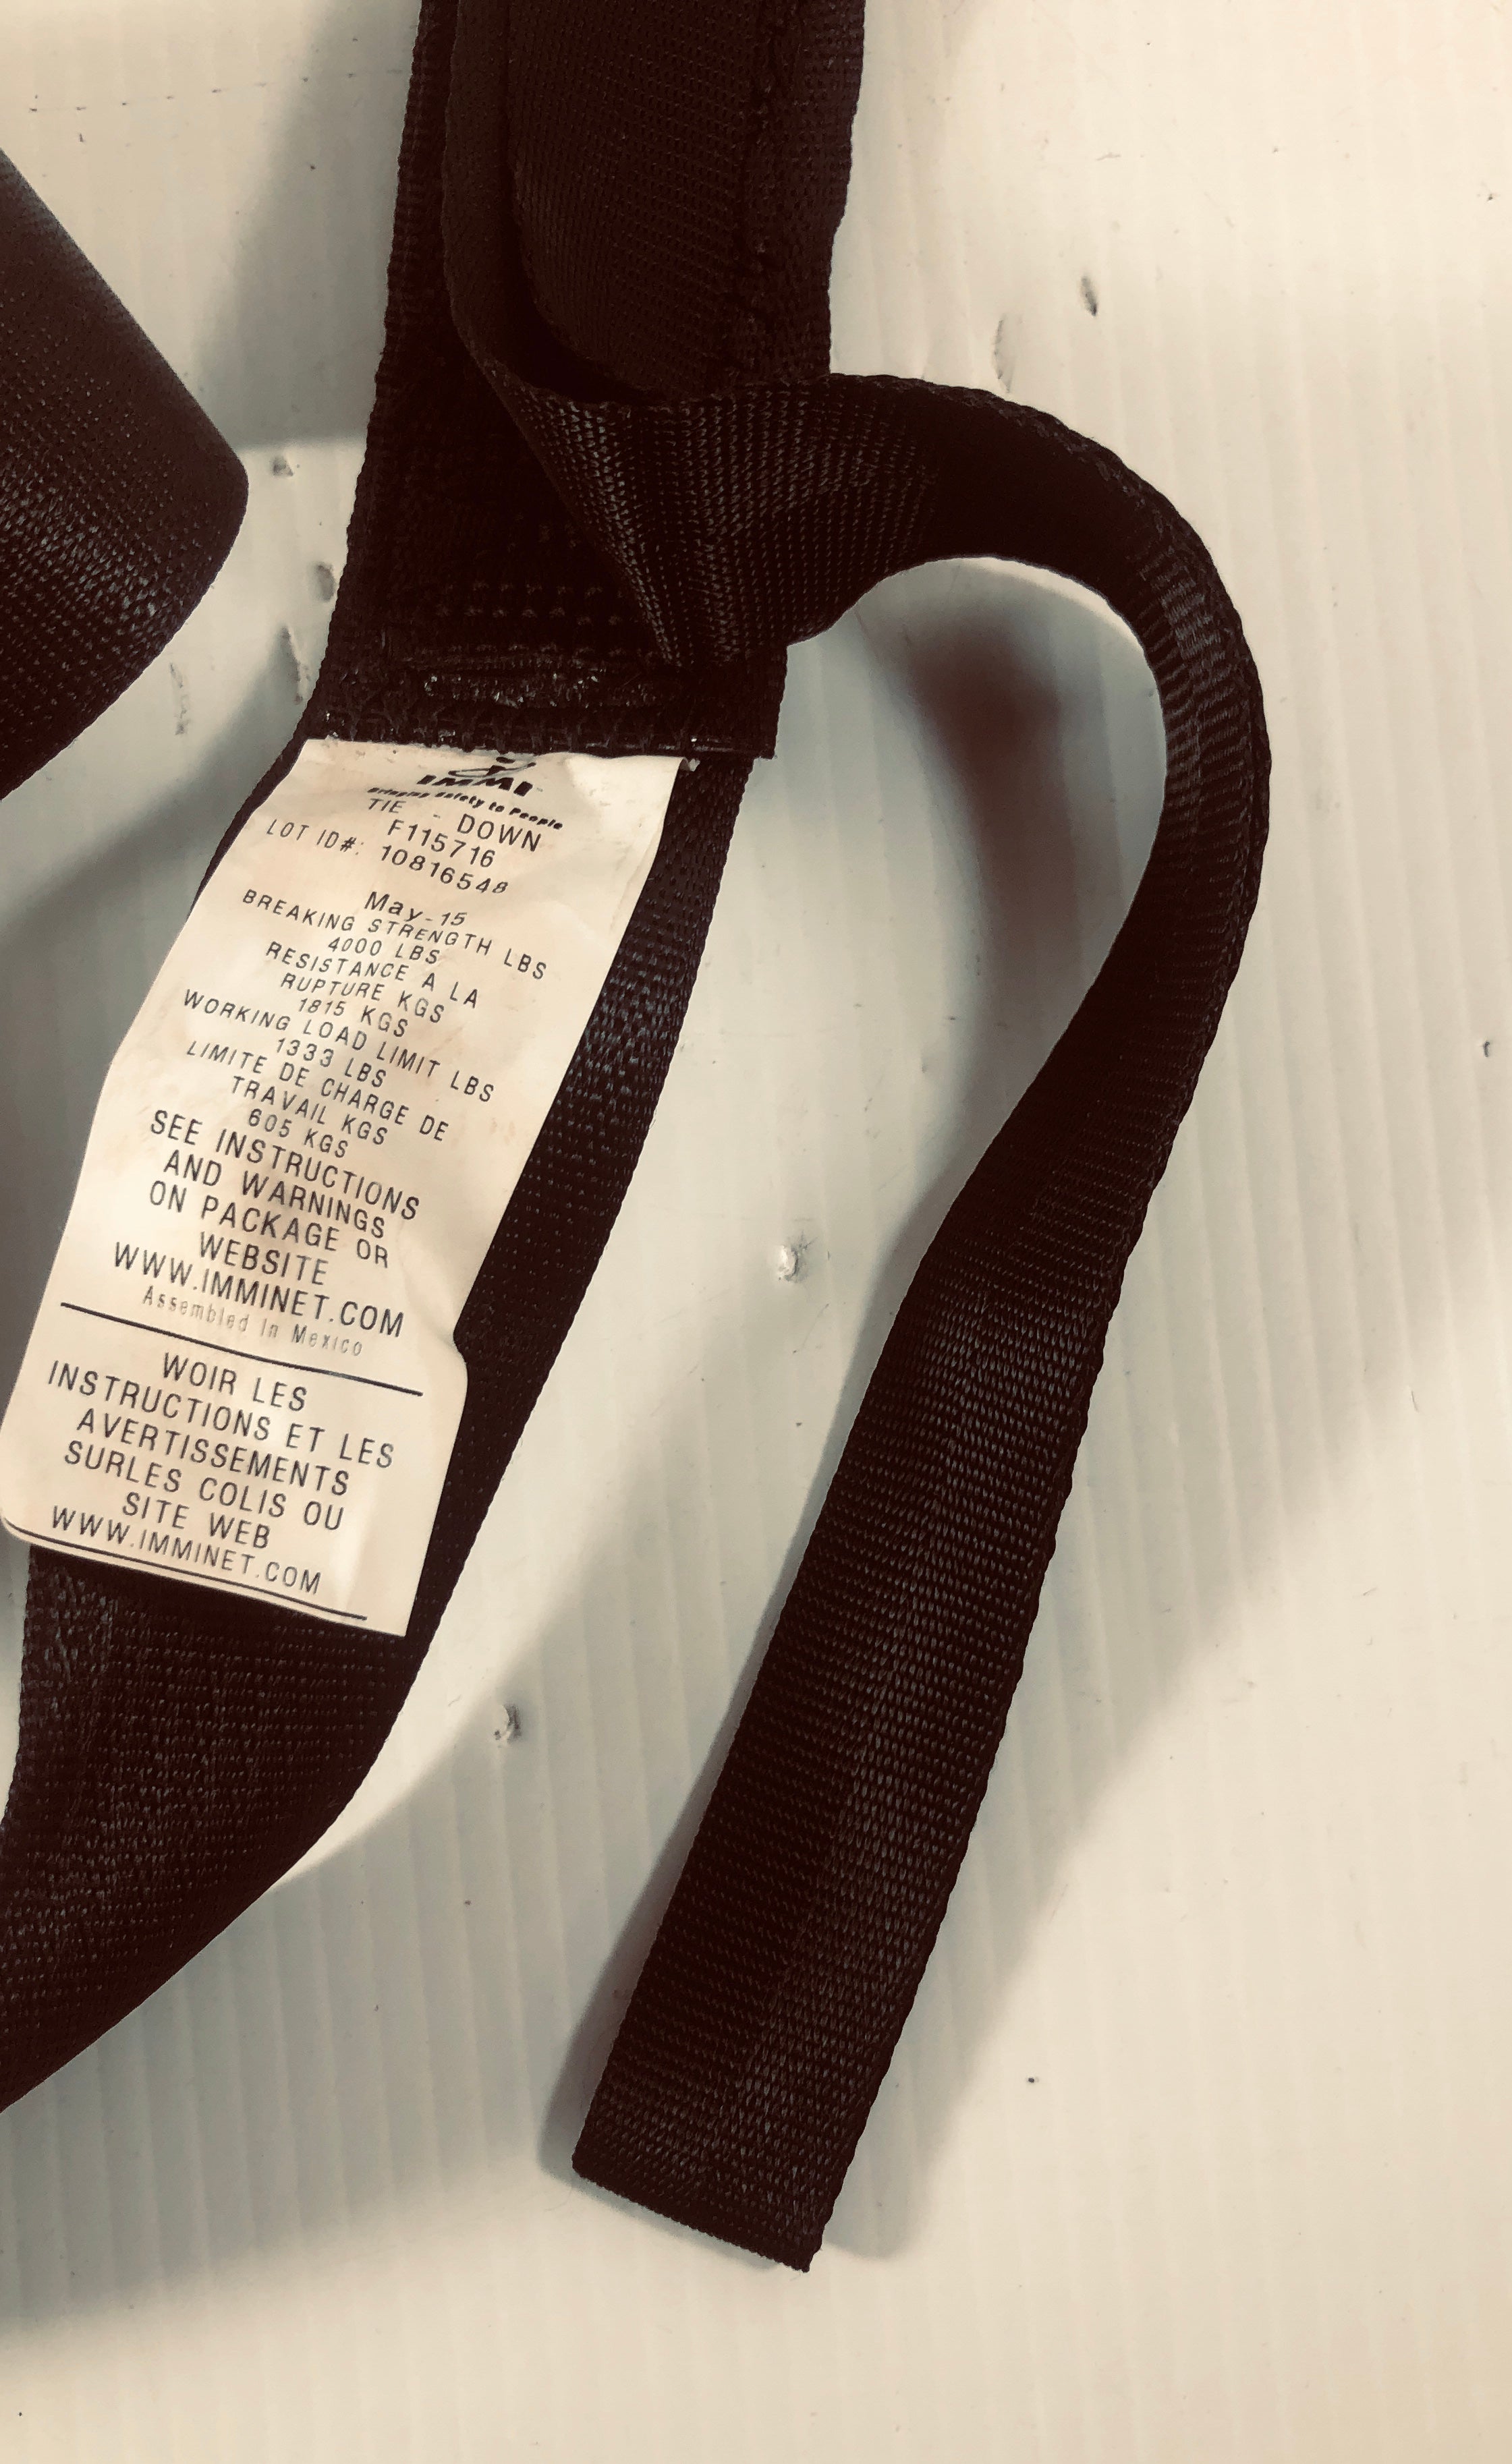 IMMI
Bringing Safety to People
TIE - DOWN
F115716
LOT ID#: 10816548
May-15
BREAKING STRENGTH LBS
4000 LBS
RESISTANCE A LA
RUPTURE KGS
1815 KGS
WORKING LOAD LIMIT LBS
1333 LBS
LIMITE DE CHARGE DE
TRAVAIL KGS
605 KGS
SEE INSTRUCTIONS
AND WARNINGS
ON PACKAGE OR
WEBSITE
WWW.IMMINET.COM
Assembled in Mexico
WOIR LES
INSTRUCTIONS ET LES
AVERTISSEMENTS
SURLES COLIS OU
SITE WEB
WWW.IMMINET.COM